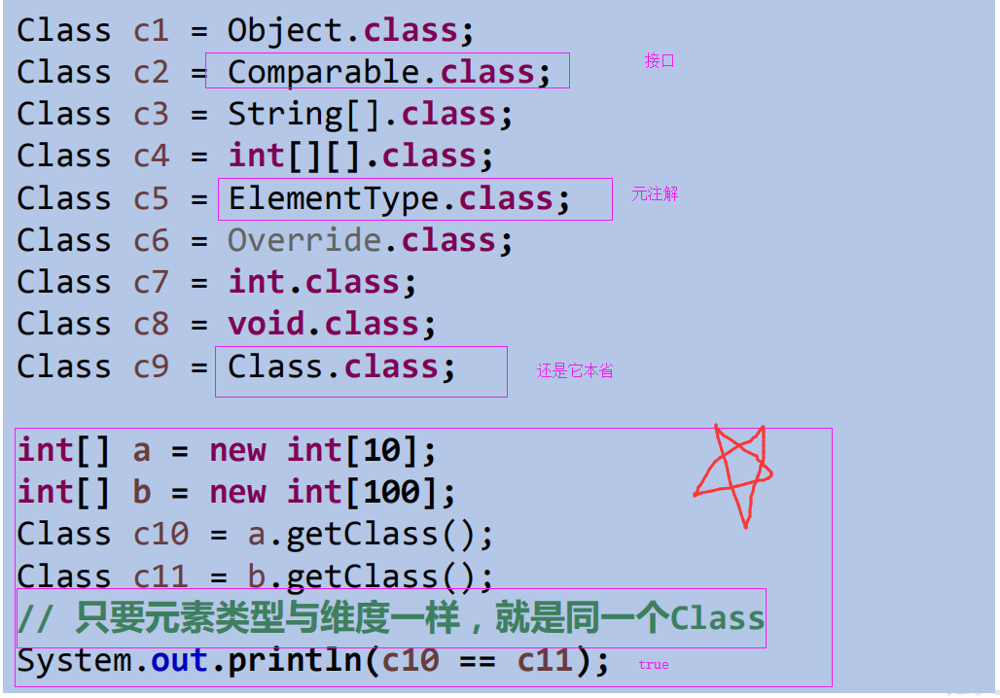 Class c1 = Object.class;
Class c2 = Comparable.class; 接口
Class c3 = String[].class;
Class c4 = int[][].class;
Class c5 = ElementType.class; 元注解
Class c6 = Override.class;
Class c7 = int.class;
Class c8 = void.class;
Class c9 = Class.class; 还是它本省
int[] a = new int[10];
int[] b = new int[100];
Class c10 = a.getClass();
Class c11 = b.getClass();
// 只要元素类型与维度一样，就是同一个Class
System.out.println(c10 == c11); true